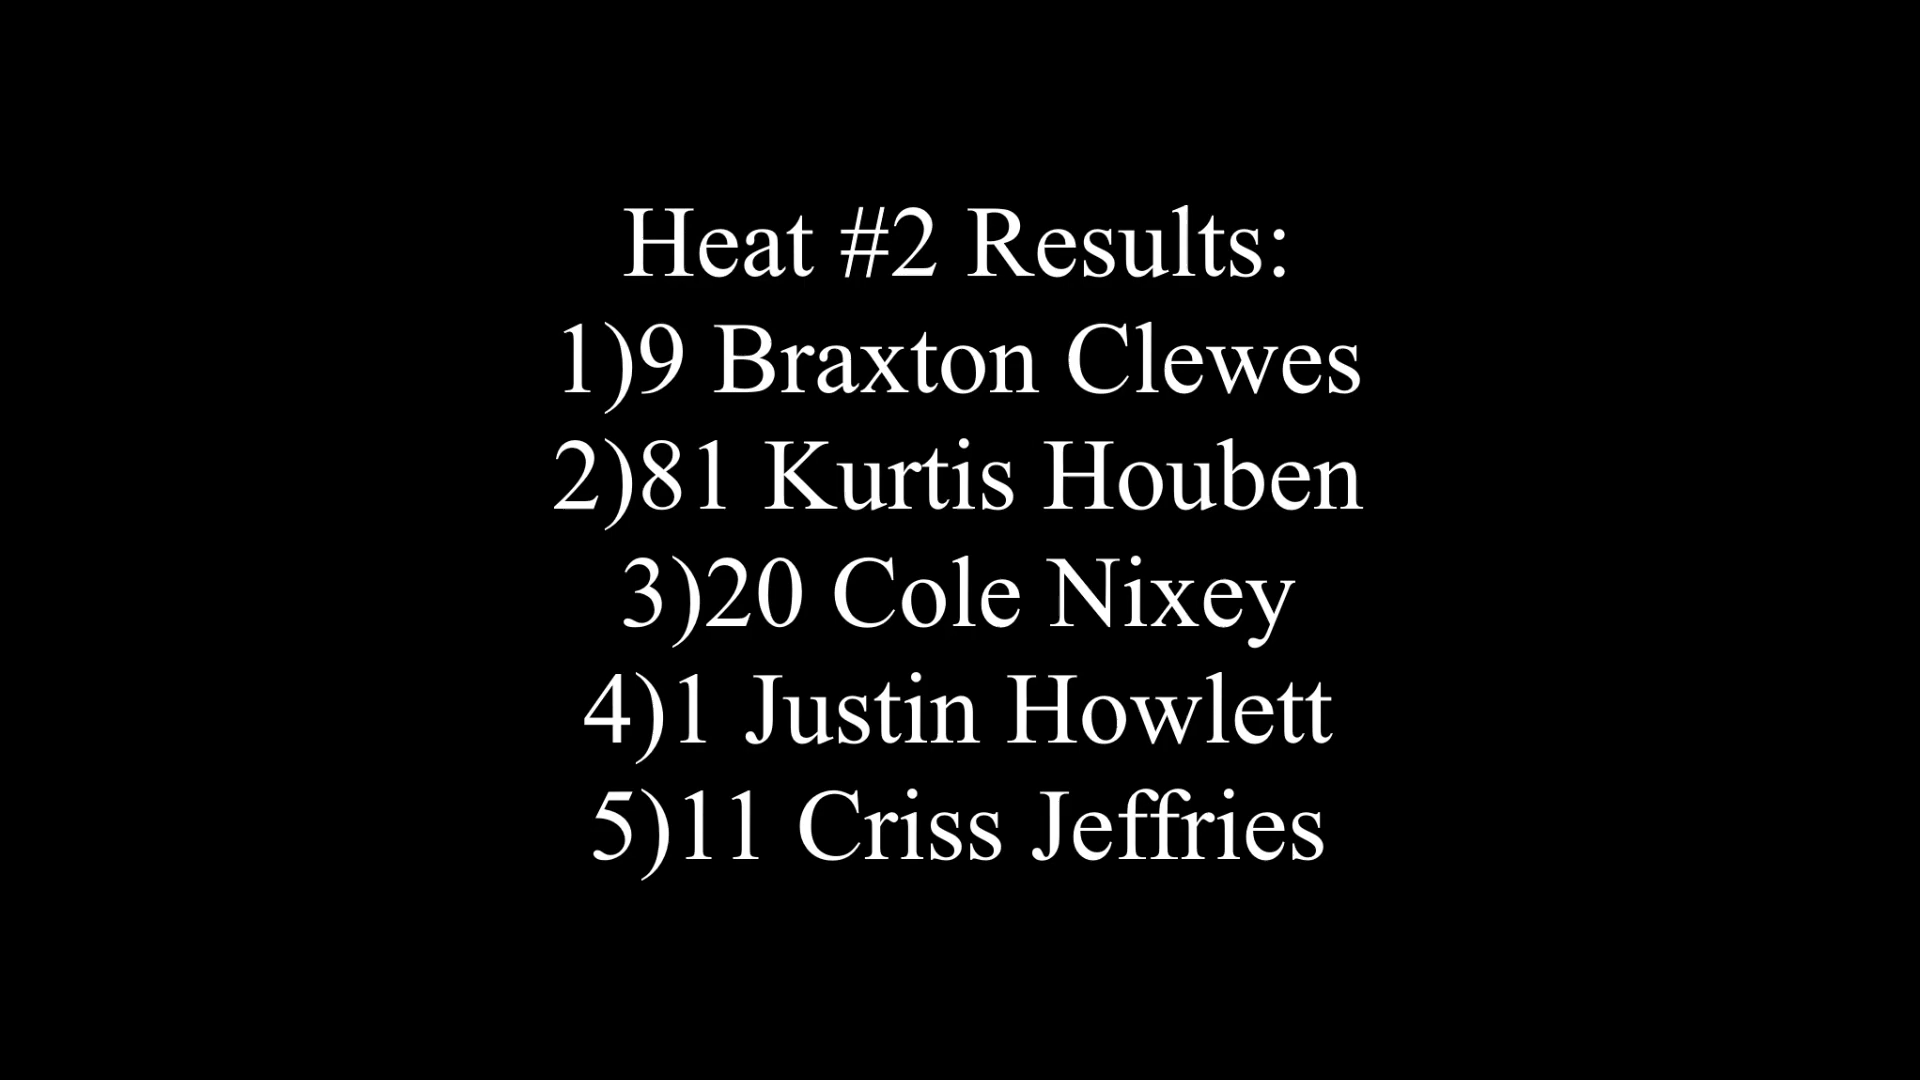 Heat #2 Results:
1)9 Braxton Clewes
2)81 Kurtis Houben
3)20 Cole Nixey
4)1 Justin Howlett
5)11 Criss Jeffries